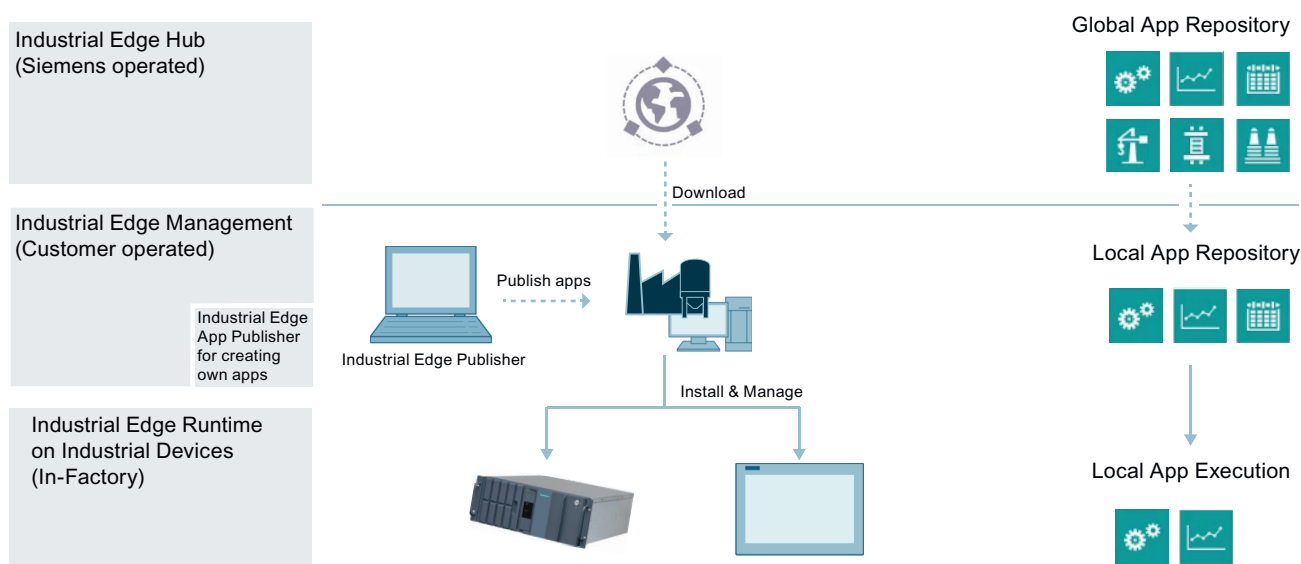 Industrial Edge Hub
(Siemens operated)
Global App Repository
Download
Industrial Edge Management
(Customer operated)
Industrial Edge
App Publisher
for creating
own apps
Publish apps
Industrial Edge Publisher
Local App Repository
Install & Manage
Industrial Edge Runtime
on Industrial Devices
(In-Factory)
Local App Execution